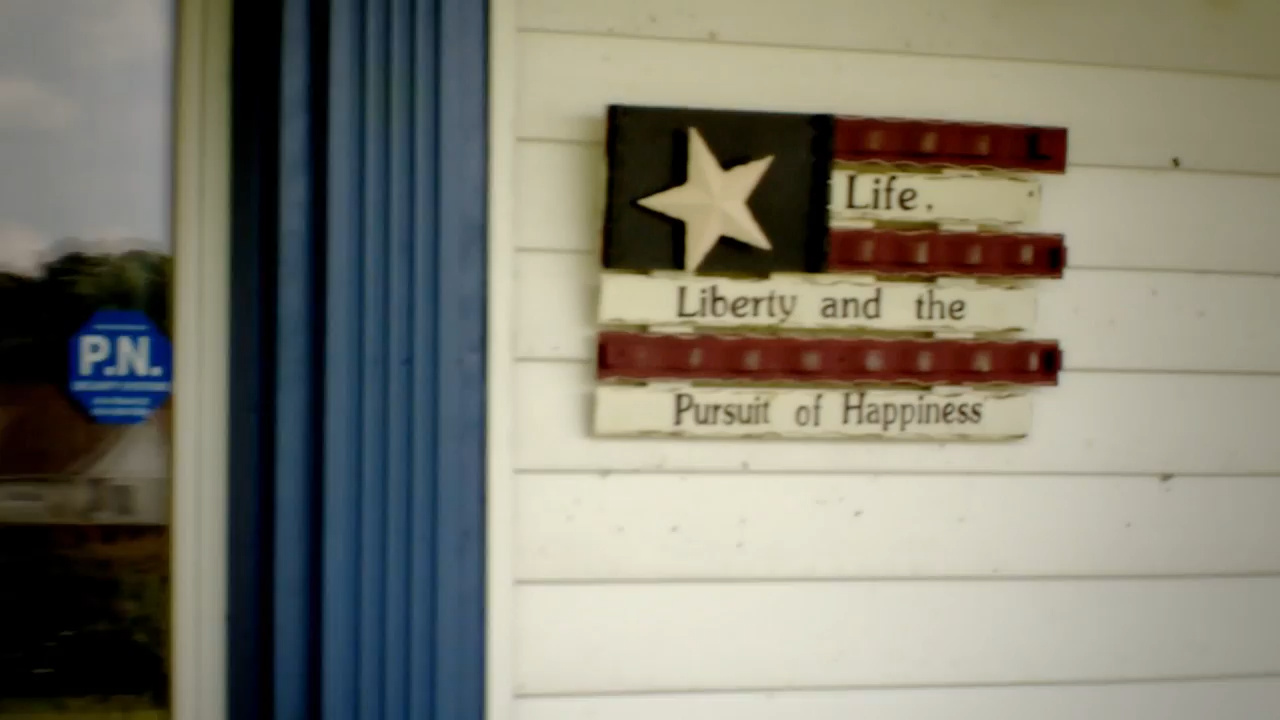 P.N.
Life.
Liberty and the
Pursuit of Happiness